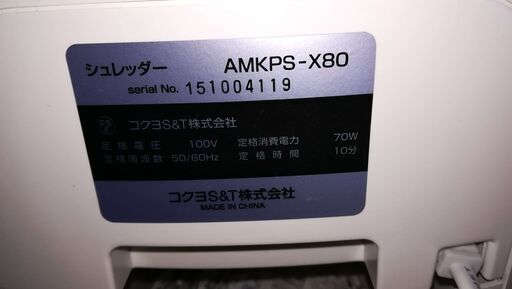 シュレッダー AMKPS-X80
serial No. 151004119
PS E コクヨS&T株式会社
定格電圧 100V 定格消費電力 70W
定格周波数 50/60Hz 定格時間 10分
コクヨS&T株式会社
MADE IN CHINA